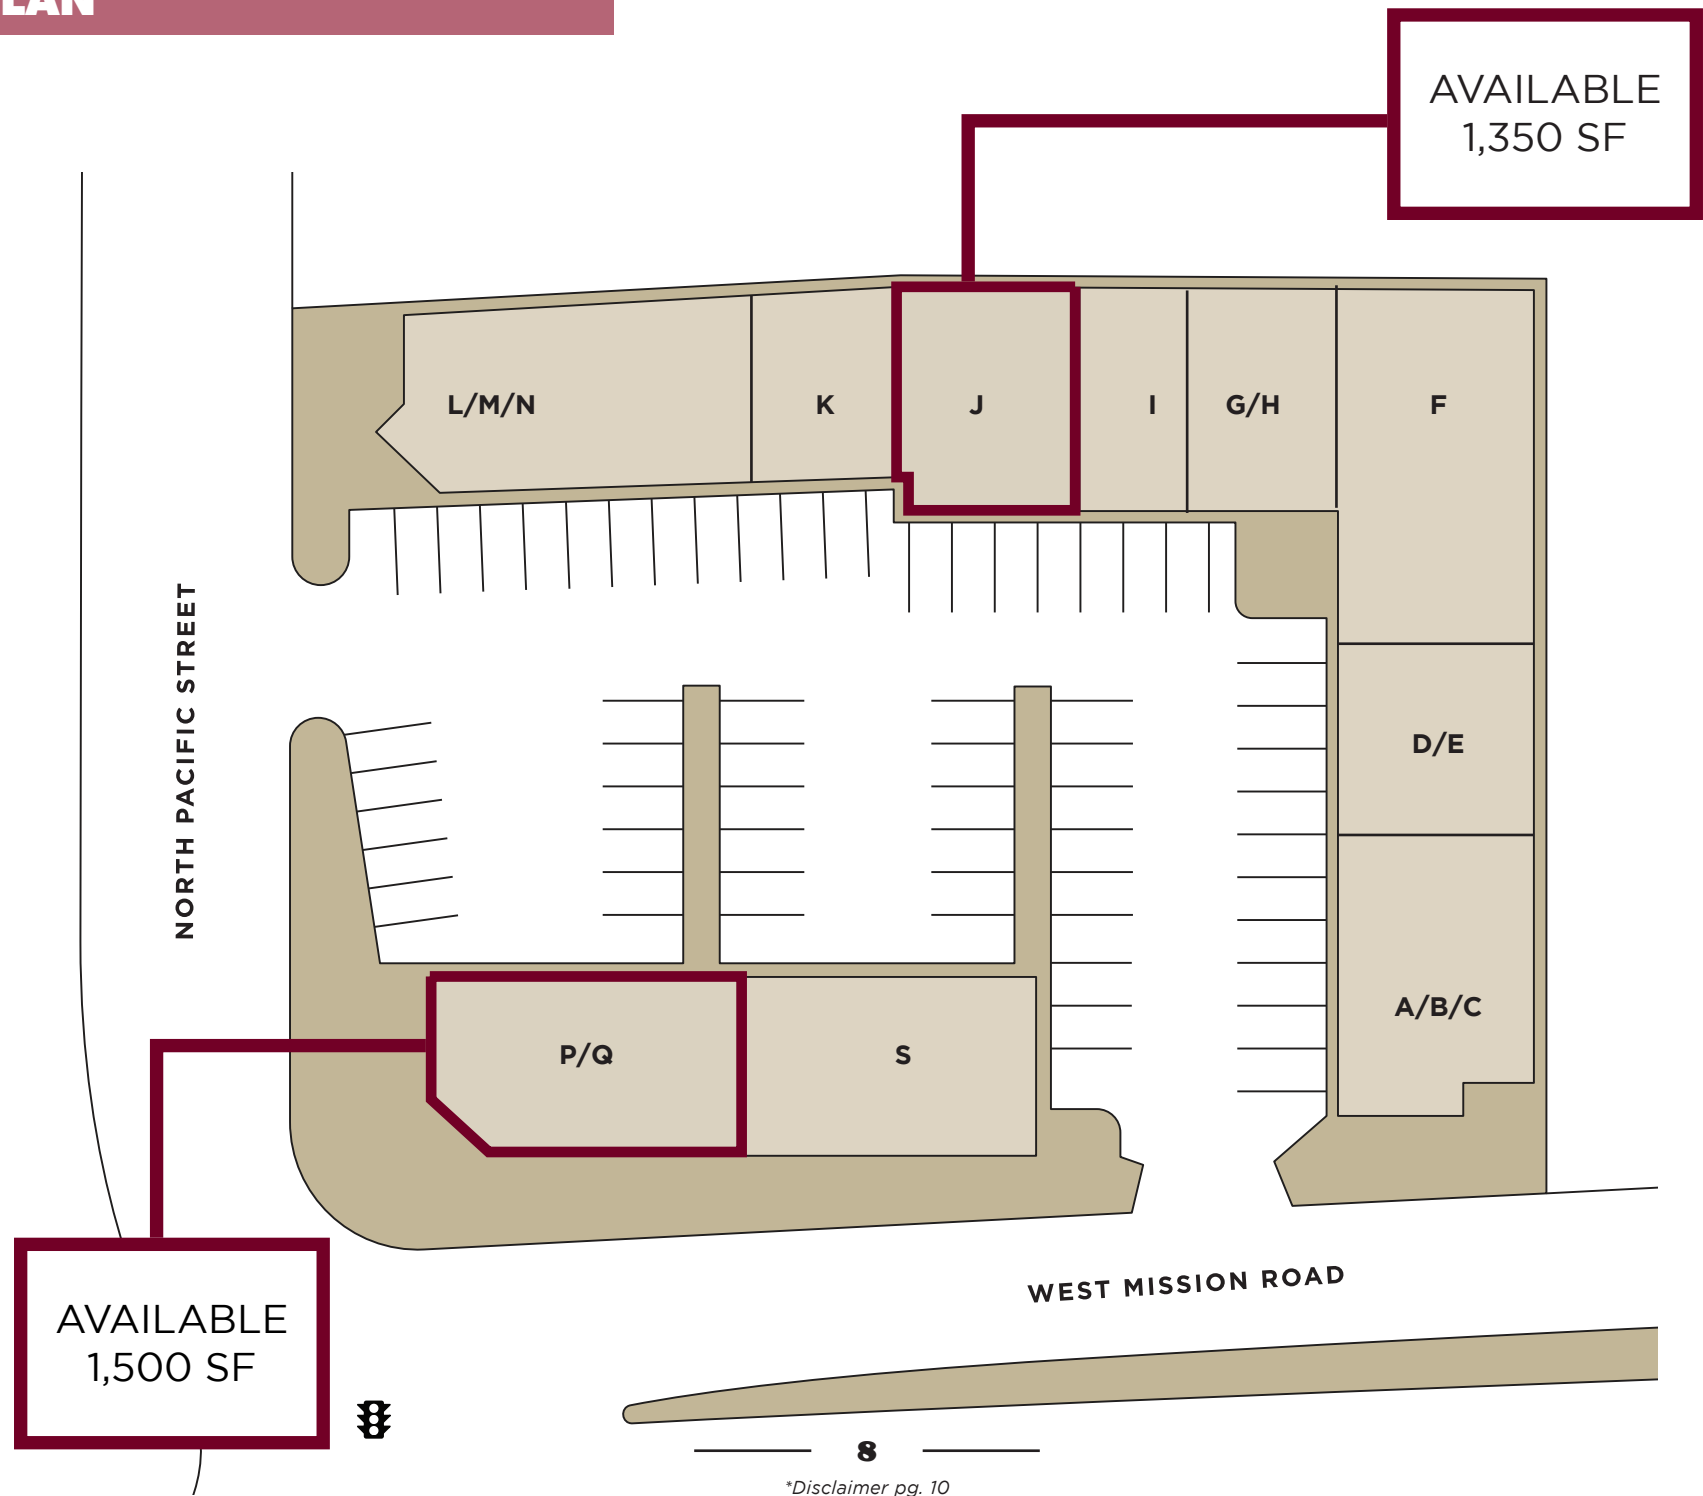 AVAILABLE
1,350 SF
L/M/N
K
J
I
G/H
F
NORTH PACIFIC STREET
D/E
A/B/C
P/Q
S
WEST MISSION ROAD
AVAILABLE
1,500 SF
8
*Disclaimer pg. 10